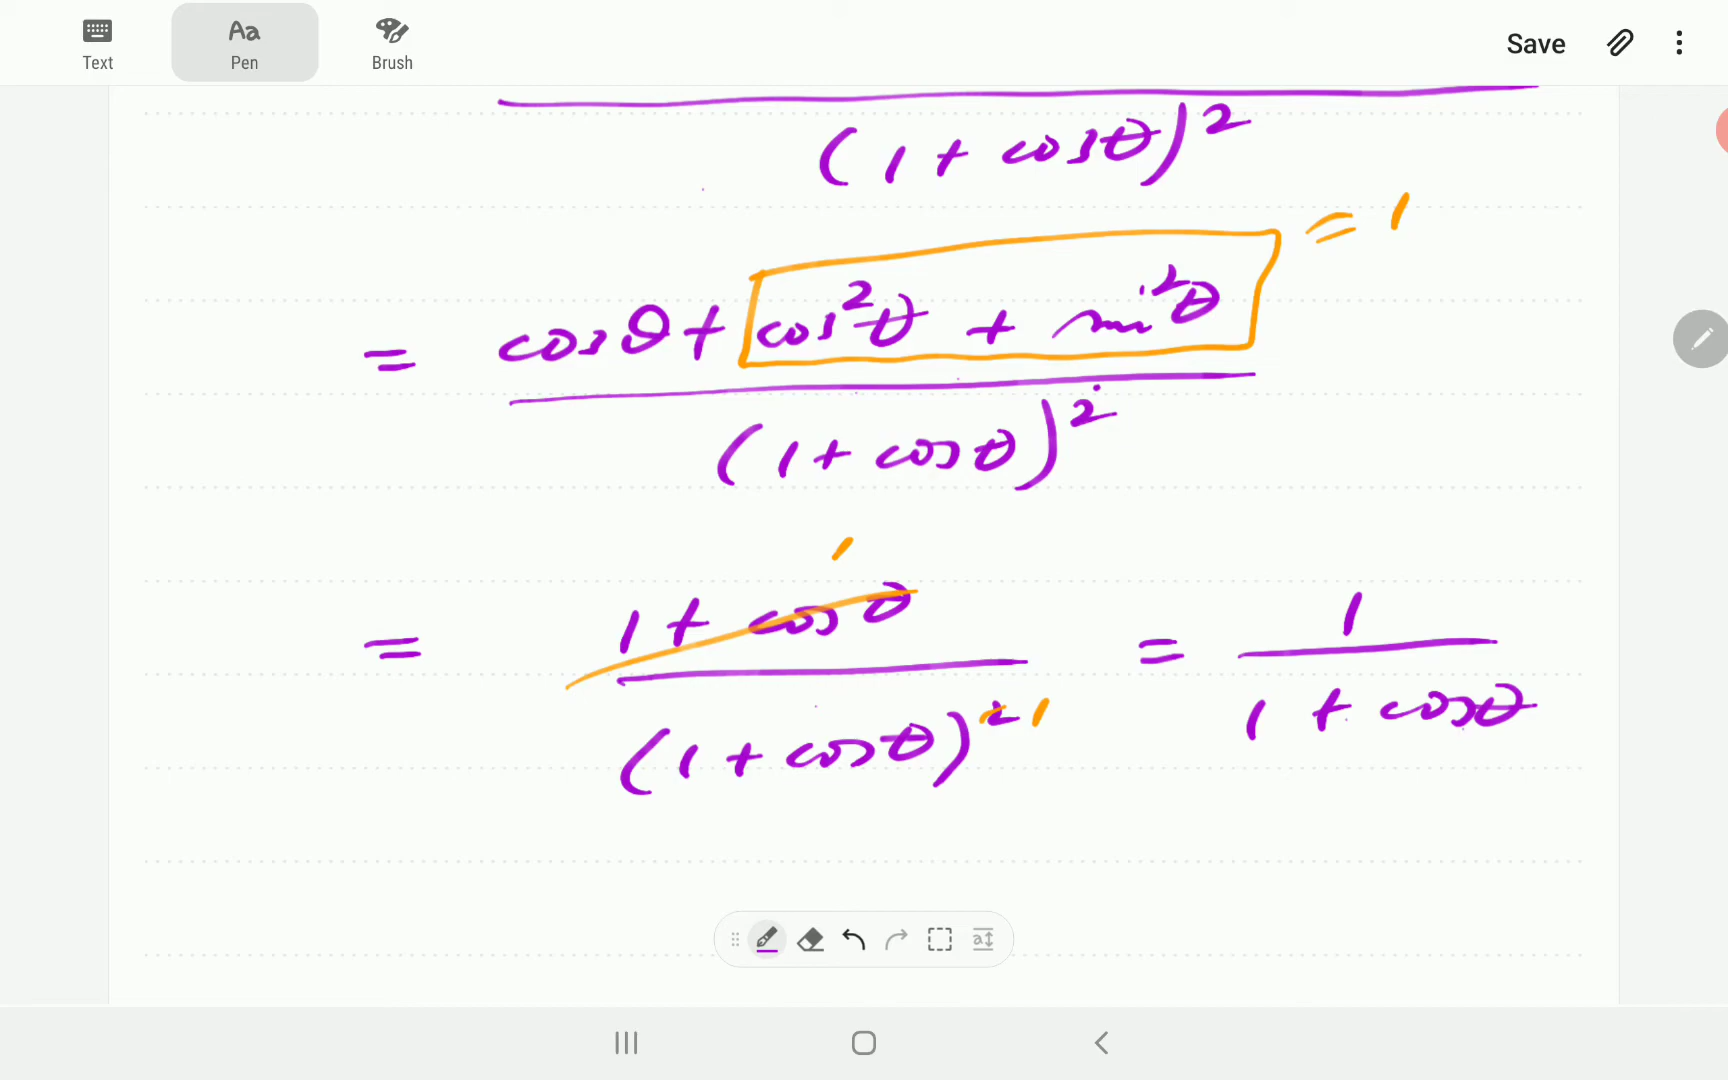 Text Pen Brush Save
(1 + cosθ)²
= 1
= cosθ + cos²θ + sin²θ
(1 + cosθ)²
1
= 1 + cosθ = 1
(1 + cosθ)² 1 1 + cosθ